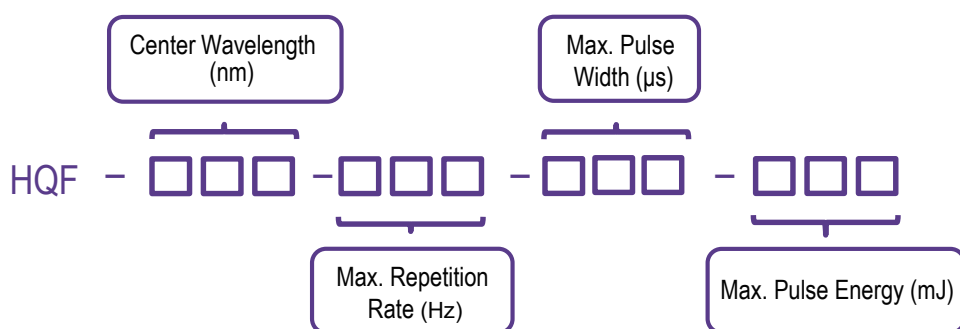 Center Wavelength
(nm)
Max. Pulse
Width (µs)
HQF – □□□ – □□□ – □□□ – □□□
Max. Repetition
Rate (Hz)
Max. Pulse Energy (mJ)